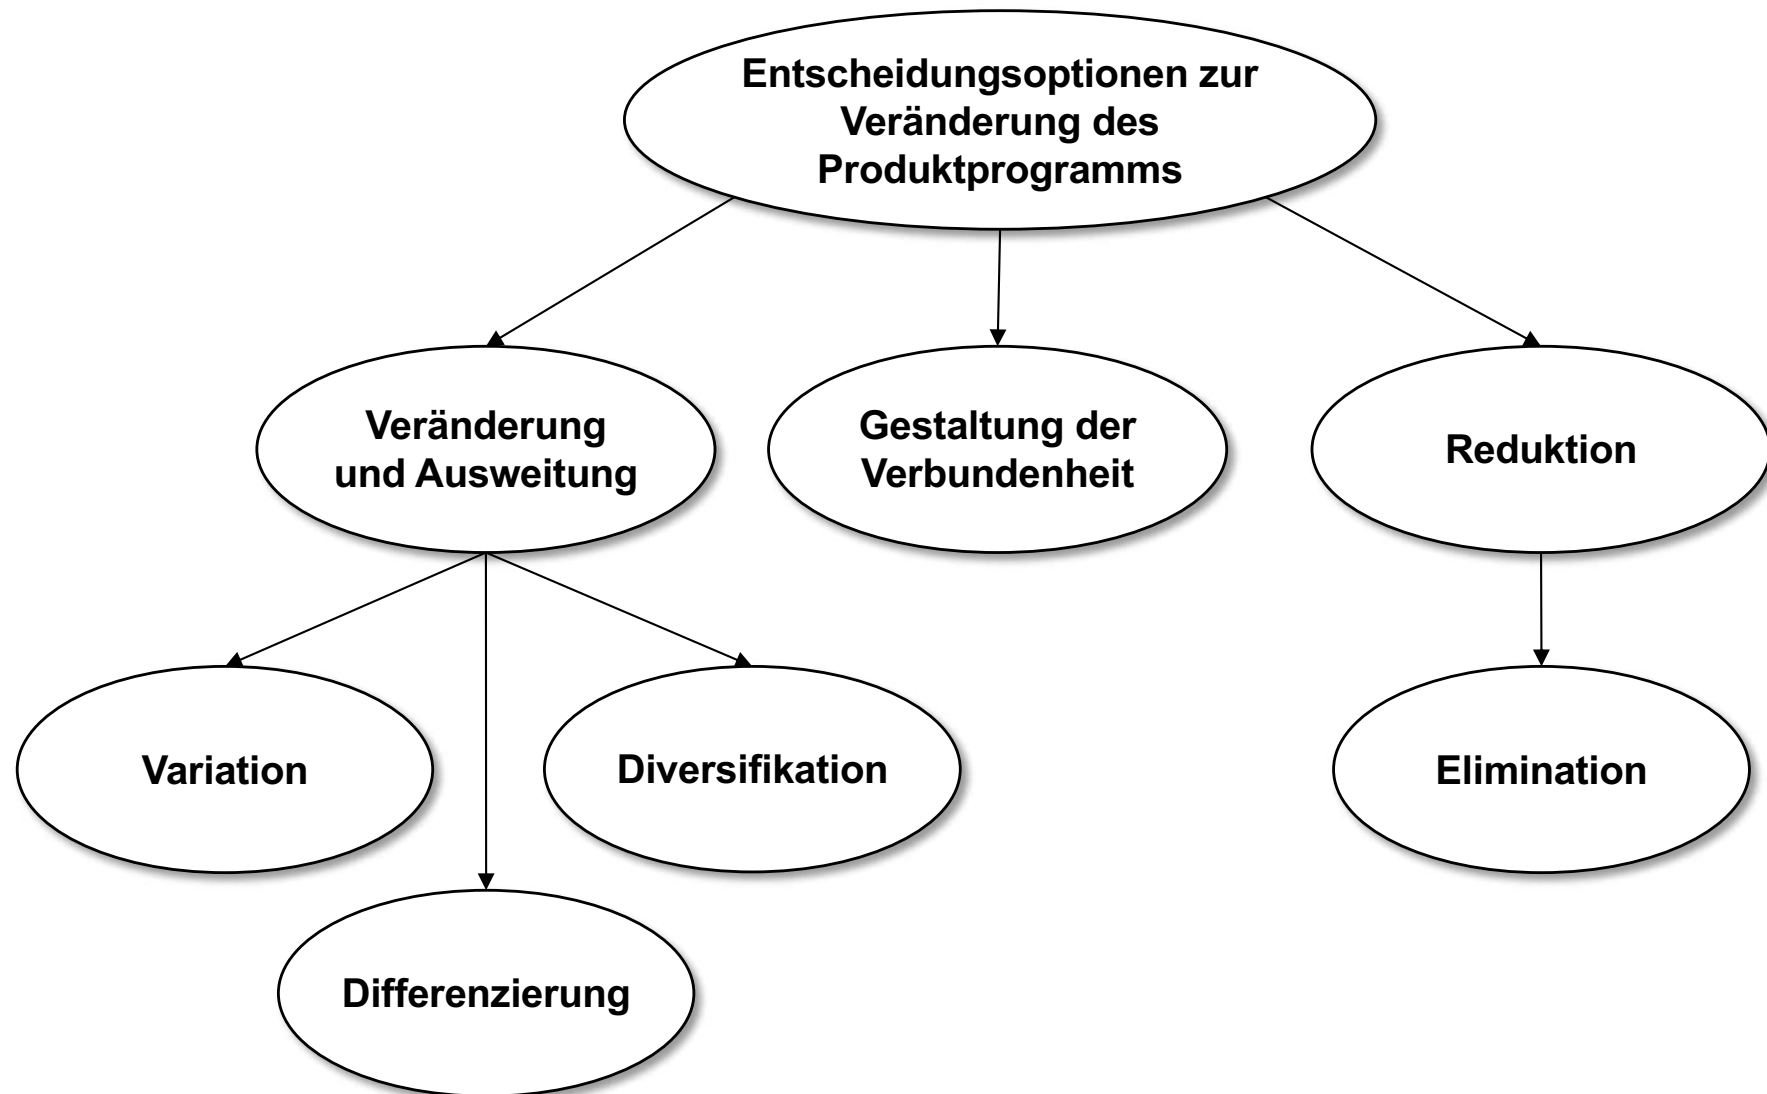 Entscheidungsoptionen zur
Veränderung des
Produktprogramms
Veränderung
und Ausweitung
Gestaltung der
Verbundenheit
Reduktion
Variation
Diversifikation
Elimination
Differenzierung